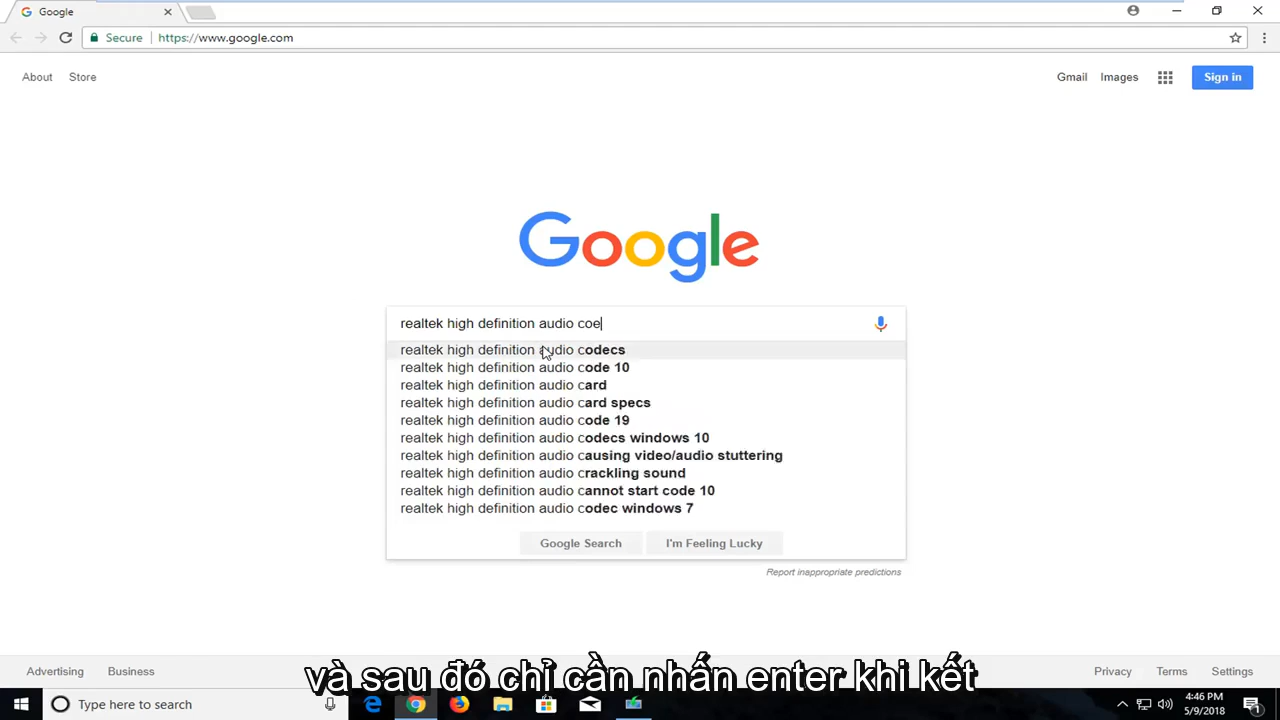 Google
Secure
https://www.google.com
About
Store
Gmail
Images
Sign in
Google
realtek high definition audio coe
realtek high definition audio codecs
realtek high definition audio code 10
realtek high definition audio card
realtek high definition audio card specs
realtek high definition audio code 19
realtek high definition audio codecs windows 10
realtek high definition audio causing video/audio stuttering
realtek high definition audio crackling sound
realtek high definition audio cannot start code 10
realtek high definition audio codec windows 7
Google Search
I'm Feeling Lucky
Report inappropriate predictions
Advertising
Business
Privacy
Terms
Settings
và sau đó chỉ cần nhấn enter khi kết
Type here to search
4:46 PM
5/9/2018
1